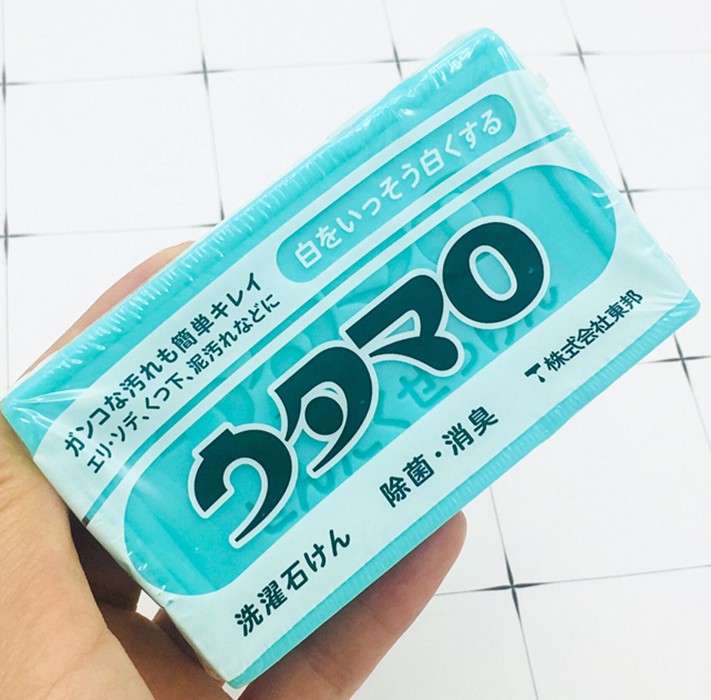 白をいっそう白くする
ガンコな汚れも簡単キレイ
エリ・ソデ、くつ下、泥汚れなどに
ウタマロ
株式会社東邦
除菌・消臭
洗濯石けん